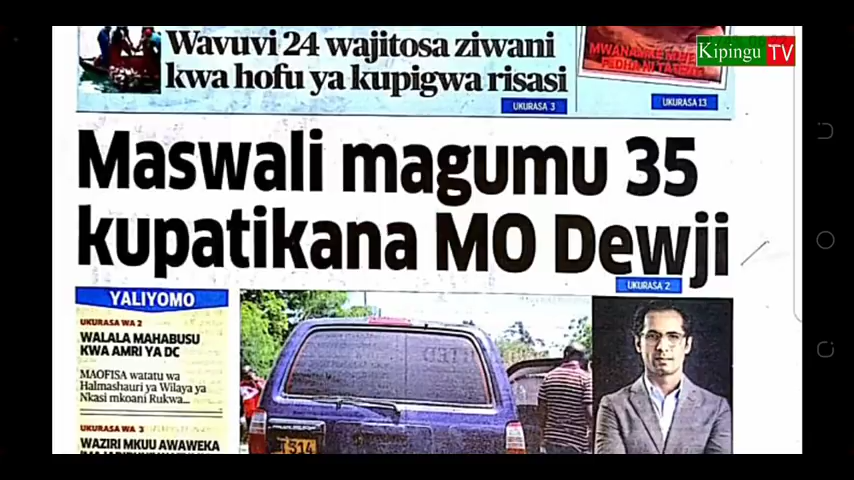 Wavuvi 24 wajitosa ziwani
kwa hofu ya kupigwa risasi
UKURASA 3
UKURASA 13
Kipingu TV
Maswali magumu 35
kupatikana MO Dewji
UKURASA 2
YALIYOMO
UKURASA WA 2
WALALA MAHABUSU
KWA AMRI YA DC
MAOFISA watatu wa
Halmashauri ya Wilaya ya
Nkasi mkoani Rukwa...
UKURASA WA 3
WAZIRI MKUU AWAWEKA
514